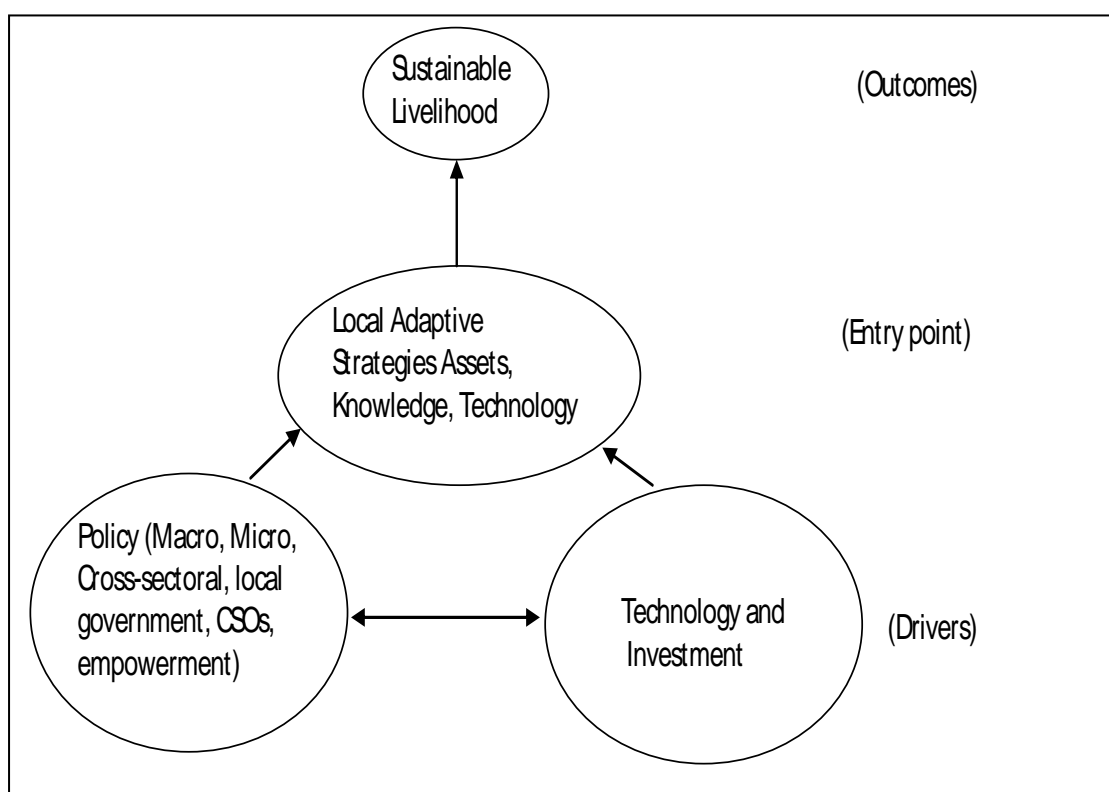 Sustainable
Livelihood
(Outcomes)
Local Adaptive
Strategies Assets,
Knowledge, Technology
(Entry point)
Policy (Macro, Micro,
Cross-sectoral, local
government, CSOs,
empowerment)
Technology and
Investment
(Drivers)